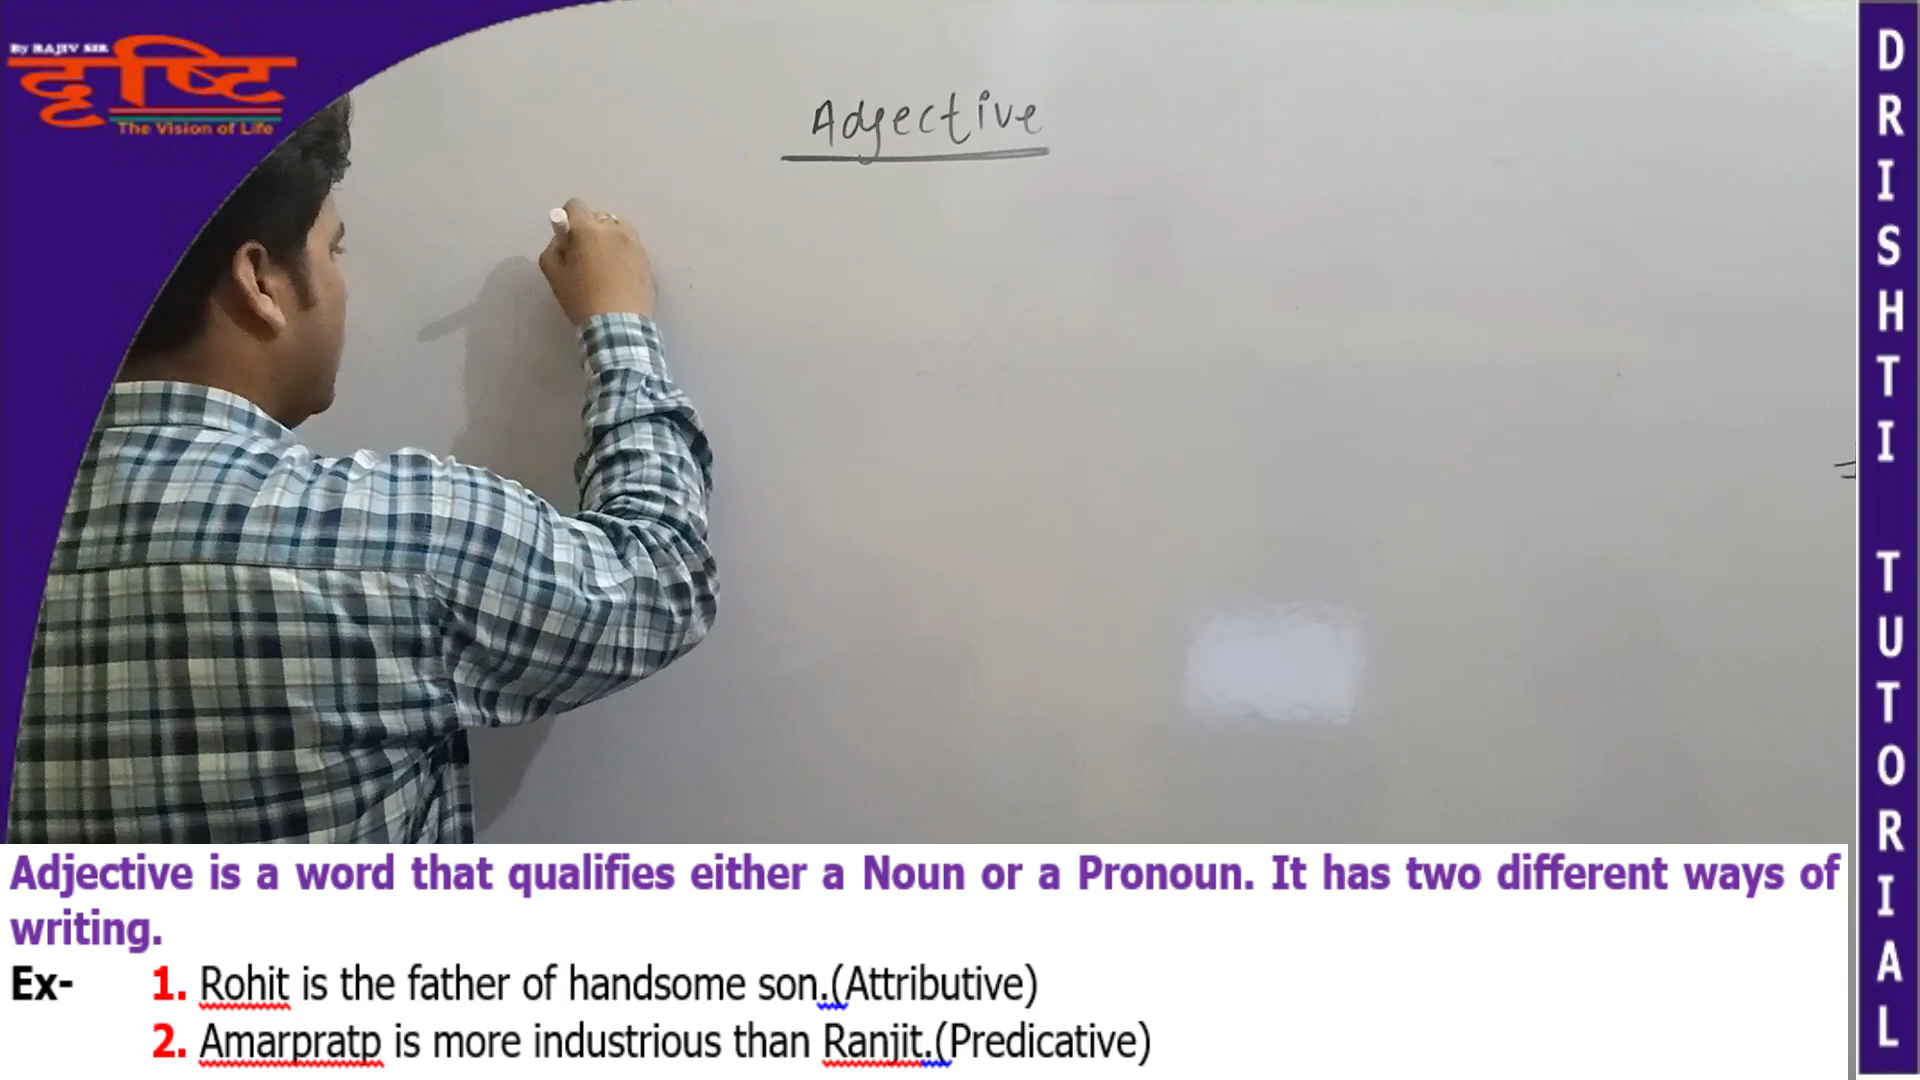 By RAJIV SIR
दृष्टि
The Vision of Life
Adjective
DRISHTI TUTORIAL
Adjective is a word that qualifies either a Noun or a Pronoun. It has two different ways of
writing.
Ex- 1. Rohit is the father of handsome son.(Attributive)
2. Amarpratp is more industrious than Ranjit.(Predicative)